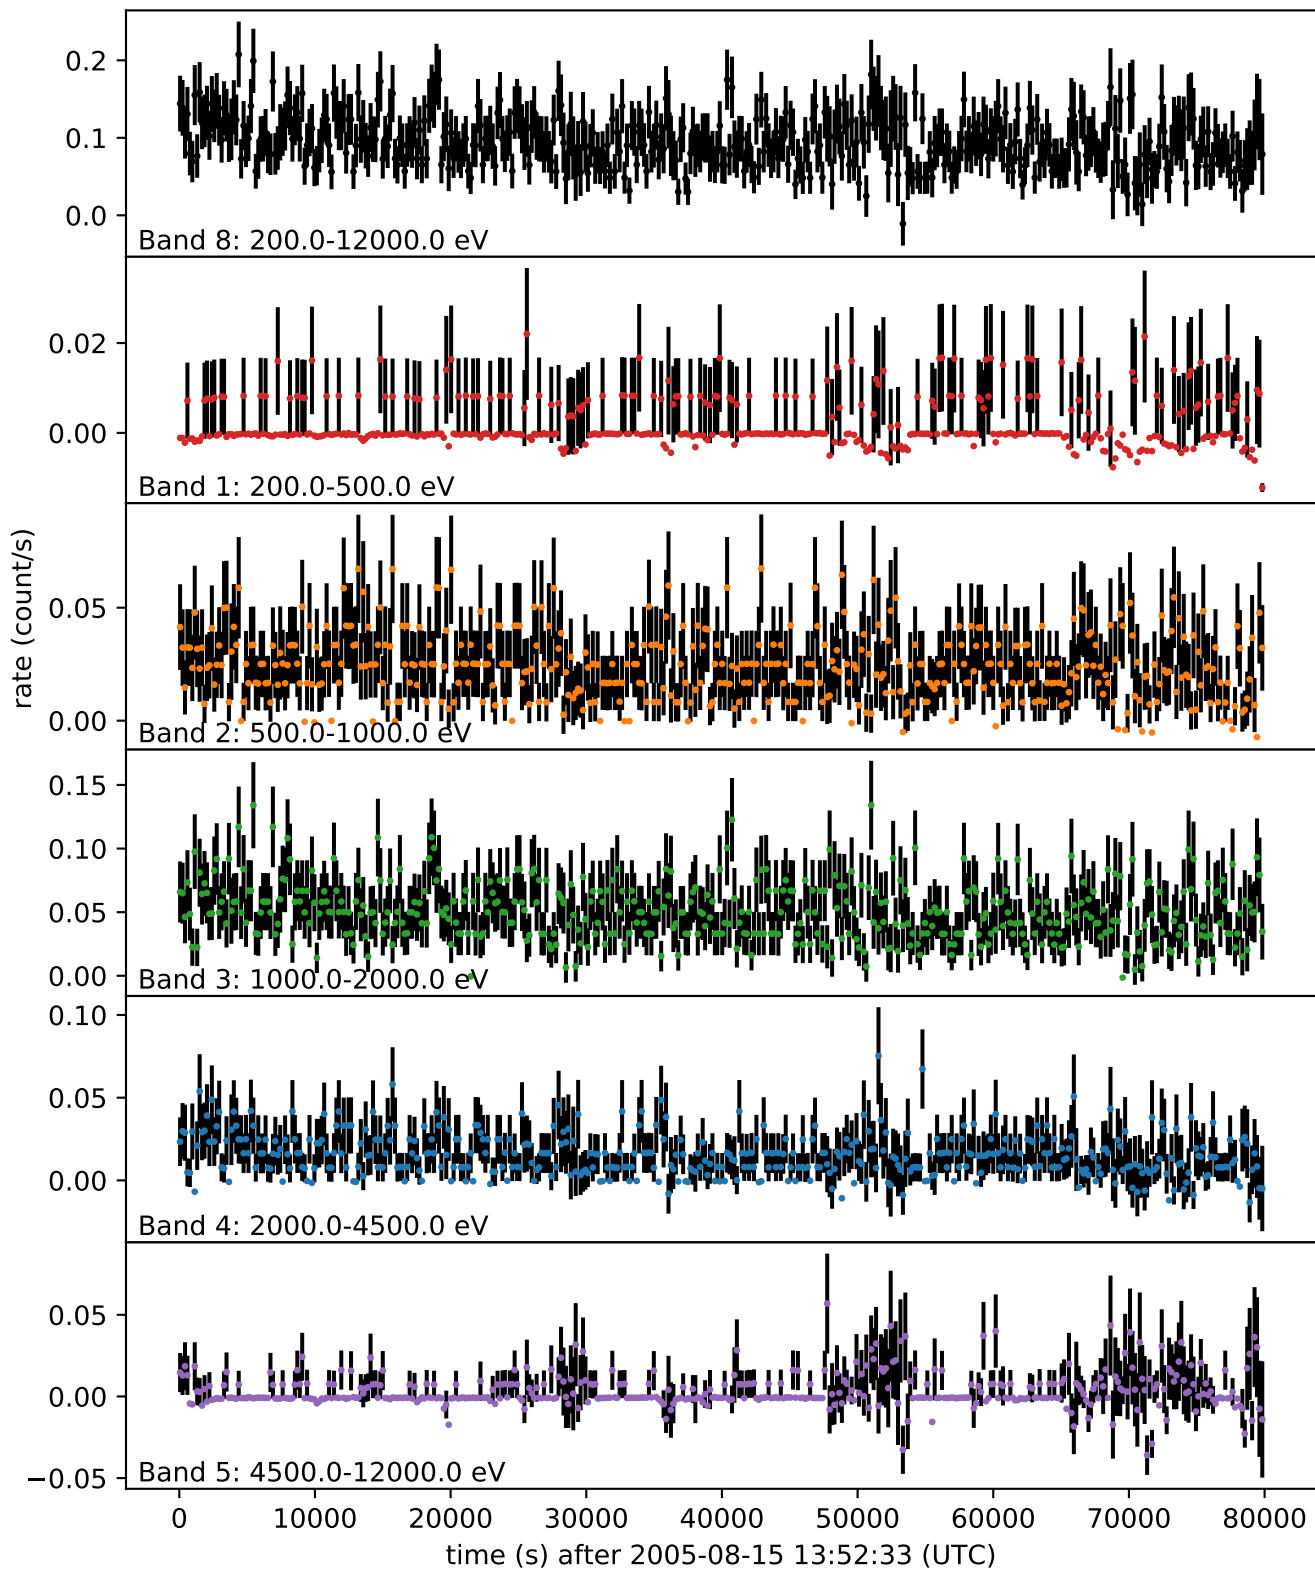 0.2
0.1
0.0
Band 8: 200.0-12000.0 eV
0.02
0.00
Band 1: 200.0-500.0 eV
0.05
0.00
Band 2: 500.0-1000.0 eV
rate (count/s)
0.15
0.10
0.05
0.00
Band 3: 1000.0-2000.0 eV
0.10
0.05
0.00
Band 4: 2000.0-4500.0 eV
0.05
0.00
−0.05
Band 5: 4500.0-12000.0 eV
0 10000 20000 30000 40000 50000 60000 70000 80000
time (s) after 2005-08-15 13:52:33 (UTC)